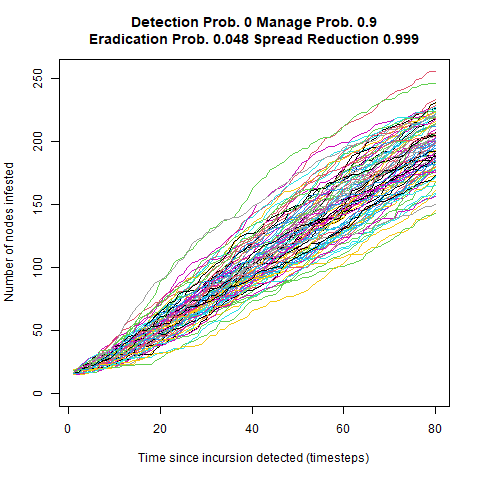 Detection Prob. 0 Manage Prob. 0.9
Eradication Prob. 0.048 Spread Reduction 0.999
250
200
150
100
50
0
Number of nodes infested
0 20 40 60 80
Time since incursion detected (timesteps)